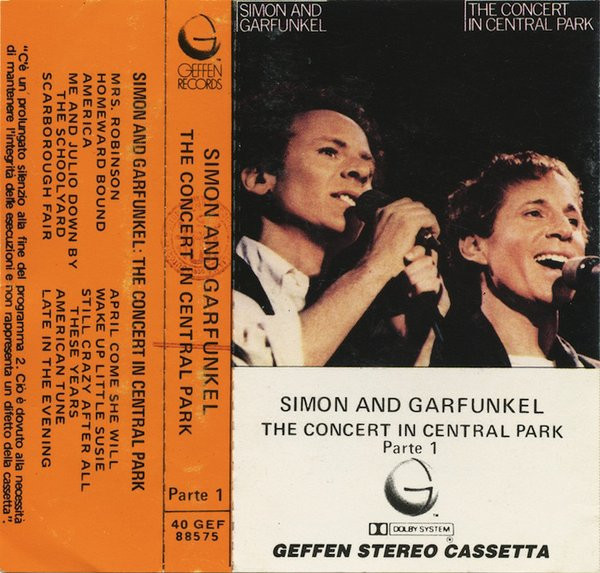 SIMON AND GARFUNKEL: THE CONCERT IN CENTRAL PARK
MRS. ROBINSON
HOMEWARD BOUND
AMERICA
ME AND JULIO DOWN BY
THE SCHOOLYARD
SCARBOROUGH FAIR
APRIL COME SHE WILL
WAKE UP LITTLE SUSIE
STILL CRAZY AFTER ALL
THESE YEARS
AMERICAN TUNE
LATE IN THE EVENING
"C'è un prolungato silenzio alla fine del programma 2. Ciò è dovuto alla necessità
di mantenere l'integrità delle esecuzioni e non rappresenta un difetto della cassetta".
G
GEFFEN
RECORDS
SIMON AND GARFUNKEL
THE CONCERT IN CENTRAL PARK
Parte 1
40 GEF
88575
SIMON AND
GARFUNKEL
THE CONCERT
IN CENTRAL PARK
SIMON AND GARFUNKEL
THE CONCERT IN CENTRAL PARK
Parte 1
G
DOLBY SYSTEM
GEFFEN STEREO CASSETTA